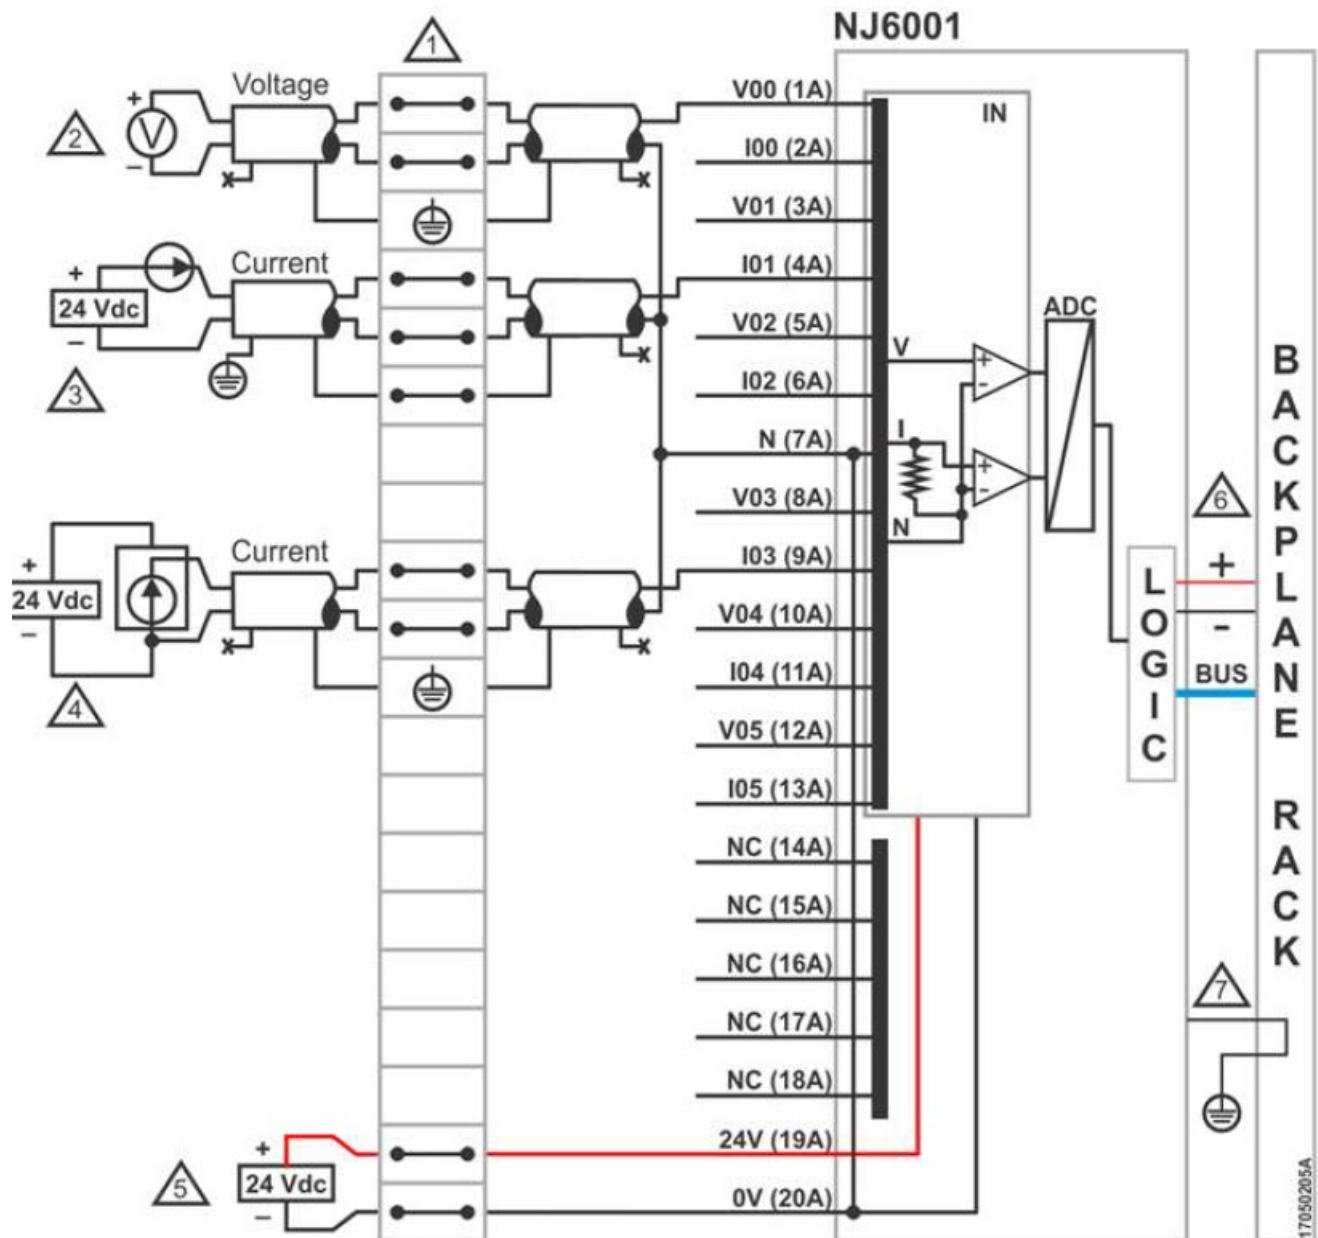 NJ6001
1
Voltage
V00 (1A)
IN
+
2
V
I00 (2A)
–
V01 (3A)
Current
I01 (4A)
+
24 Vdc
ADC
V02 (5A)
–
V
+
-
3
I02 (6A)
I
N (7A)
+
-
6
V03 (8A)
N
Current
I03 (9A)
+
+
24 Vdc
–
V04 (10A)
-
I04 (11A)
BUS
4
V05 (12A)
LOGIC
I05 (13A)
BACKPLANE RACK
NC (14A)
NC (15A)
NC (16A)
7
NC (17A)
NC (18A)
24V (19A)
+
5
24 Vdc
–
0V (20A)
17050205A